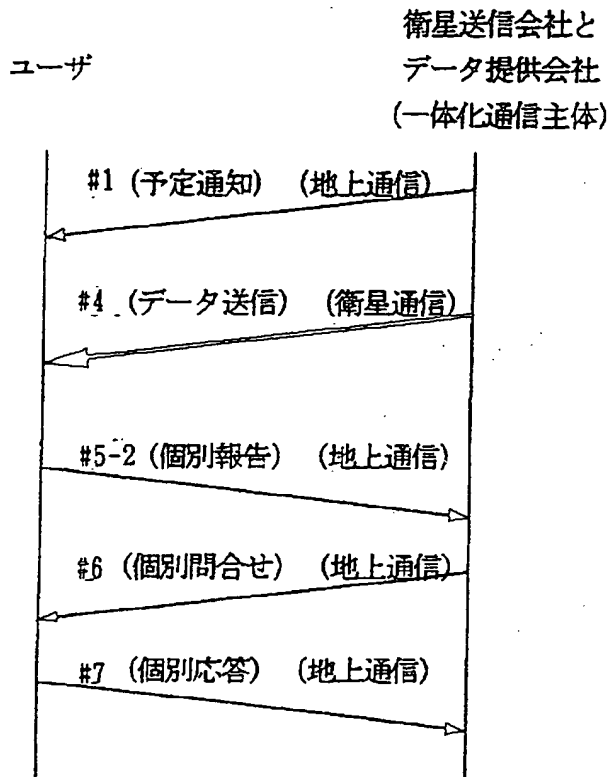 衛星送信会社と
ユーザ データ提供会社
(一体化通信主体)
#1 (予定通知) (地上通信)
#4 (データ送信) (衛星通信)
#5-2 (個別報告) (地上通信)
#6 (個別問合せ) (地上通信)
#7 (個別応答) (地上通信)